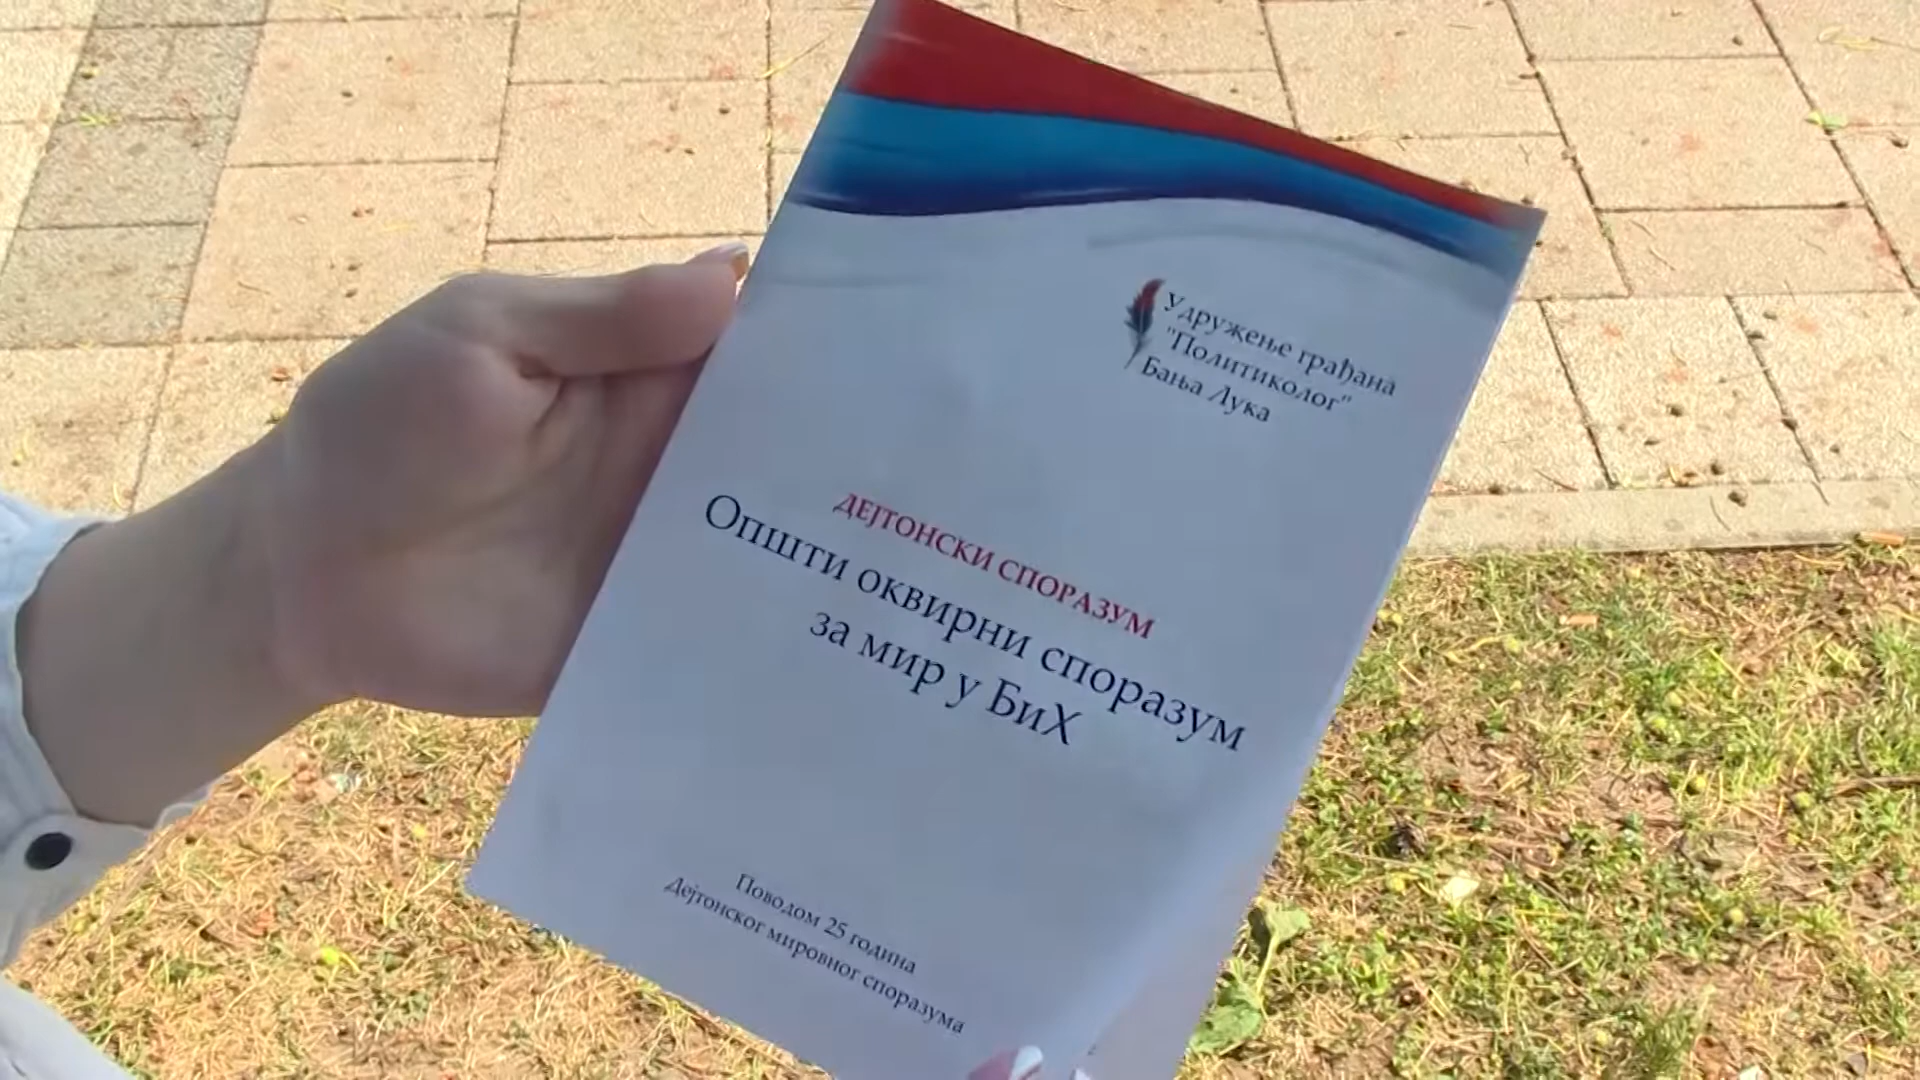 Удружење грађана
"Политиколог"
Бања Лука
ДЕЈТОНСКИ СПОРАЗУМ
Општи оквирни споразум
за мир у БиХ
Поводом 25 година
Дејтонског мировног споразума